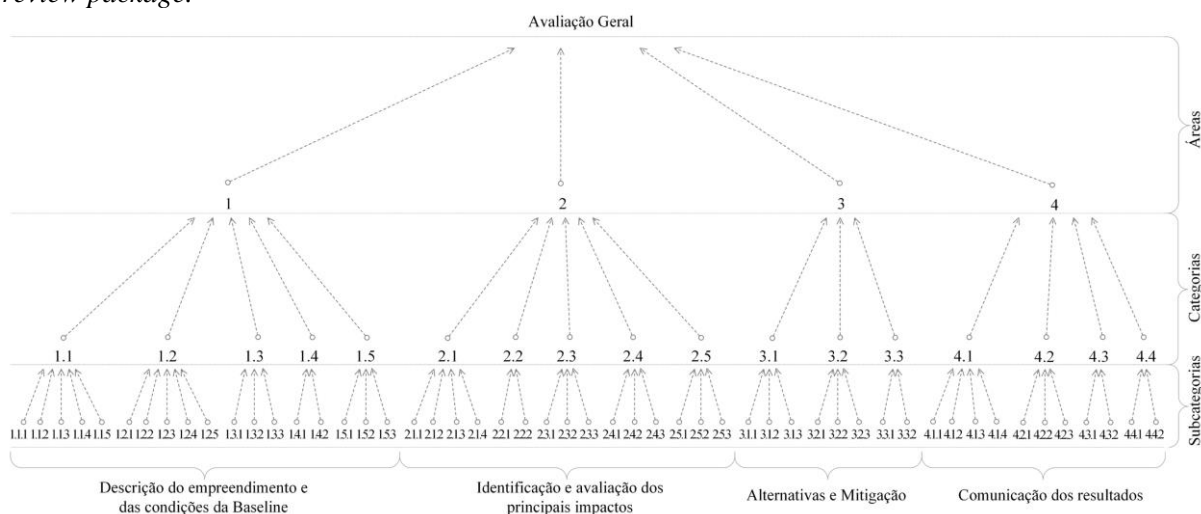 review package.
Avaliação Geral
Áreas
1 2 3 4
Categorias
1.1 1.2 1.3 1.4 1.5 2.1 2.2 2.3 2.4 2.5 3.1 3.2 3.3 4.1 4.2 4.3 4.4
Subcategorias
1.1.1 1.1.2 1.1.3 1.1.4 1.1.5 1.2.1 1.2.2 1.2.3 1.2.4 1.2.5 1.3.1 1.3.2 1.3.3 1.4.1 1.4.2 1.5.1 1.5.2 1.5.3 2.1.1 2.1.2 2.1.3 2.1.4 2.2.1 2.2.2 2.3.1 2.3.2 2.3.3 2.4.1 2.4.2 2.4.3 2.5.1 2.5.2 2.5.3 3.1.1 3.1.2 3.1.3 3.2.1 3.2.2 3.2.3 3.3.1 3.3.2 4.1.1 4.1.2 4.1.3 4.1.4 4.2.1 4.2.2 4.2.3 4.3.1 4.3.2 4.4.1 4.4.2
Descrição do empreendimento e
das condições da Baseline
Identificação e avaliação dos
principais impactos
Alternativas e Mitigação
Comunicação dos resultados